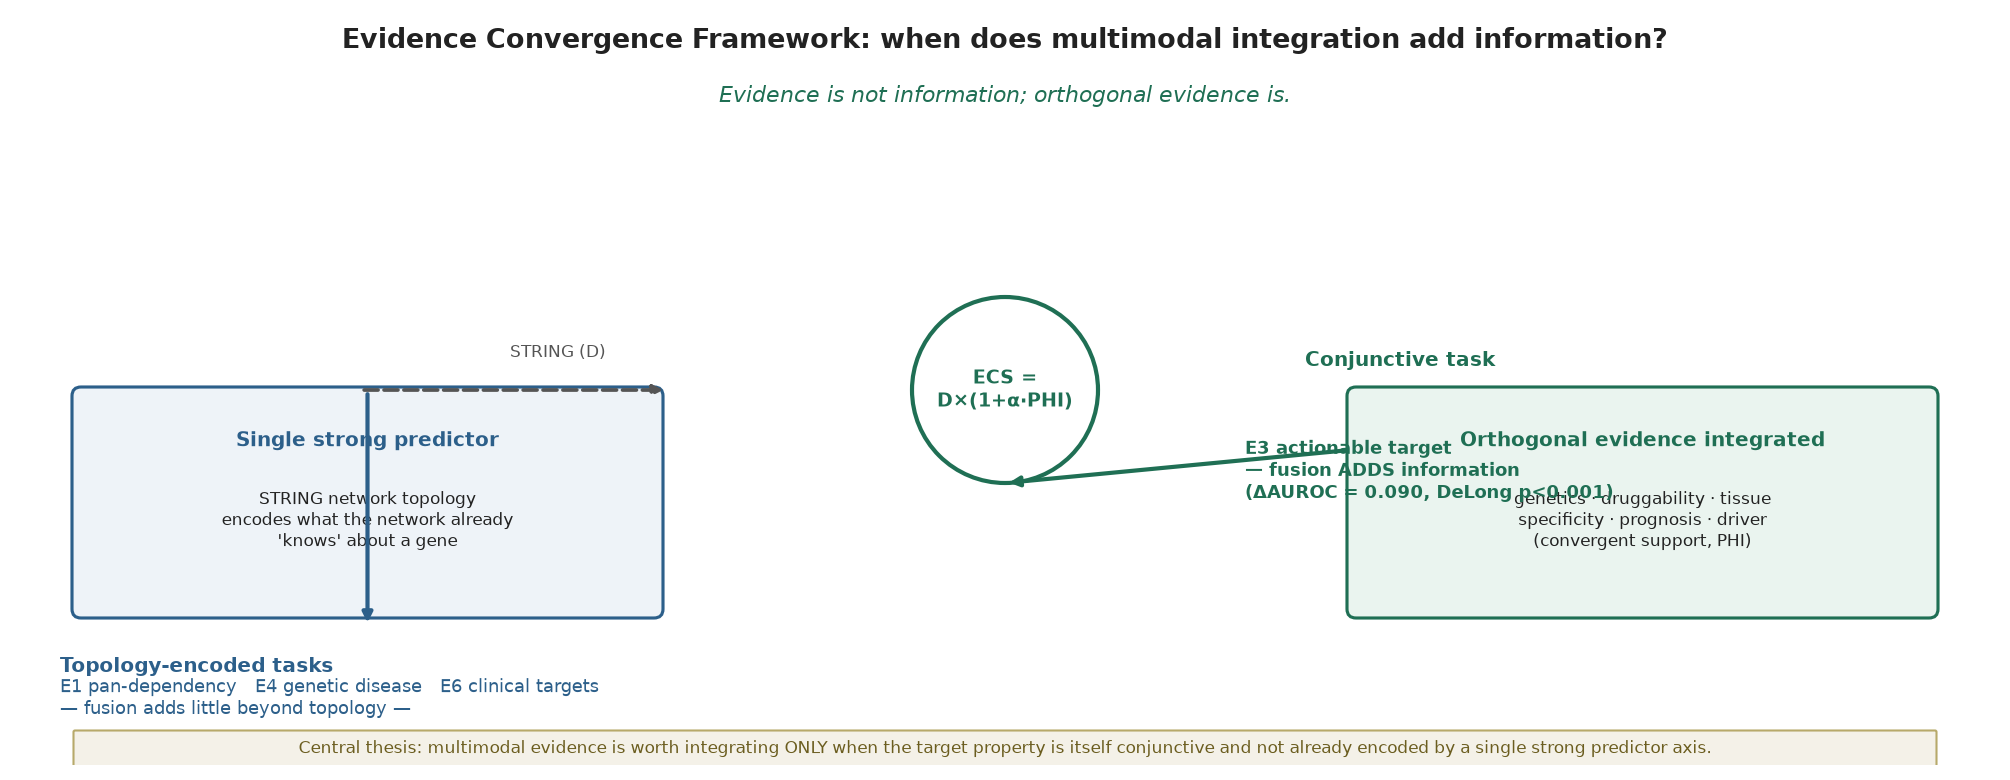 Evidence Convergence Framework: when does multimodal integration add information?
Evidence is not information; orthogonal evidence is.
STRING (D)
Single strong predictor
STRING network topology
encodes what the network already
'knows' about a gene
ECS =
D×(1+α·PHI)
Conjunctive task
E3 actionable target
— fusion ADDS information
(ΔAUROC = 0.090, DeLong p<0.001)
Orthogonal evidence integrated
genetics · druggability · tissue
specificity · prognosis · driver
(convergent support, PHI)
Topology-encoded tasks
E1 pan-dependency   E4 genetic disease   E6 clinical targets
— fusion adds little beyond topology —
Central thesis: multimodal evidence is worth integrating ONLY when the target property is itself conjunctive and not already encoded by a single strong predictor axis.